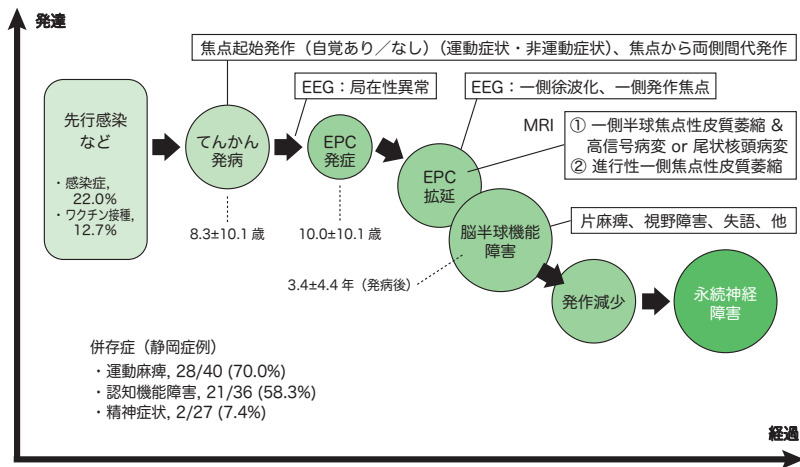 発達
焦点起始発作（自覚あり／なし）（運動症状・非運動症状）、焦点から両側間代発作
EEG：局在性異常
EEG：一側徐波化、一側発作焦点
先行感染
など
・感染症,
22.0%
・ワクチン接種,
12.7%
てんかん
発病
EPC
発症
MRI
① 一側半球焦点性皮質萎縮 &
高信号病変 or 尾状核頭病変
② 進行性一側焦点性皮質萎縮
EPC
拡延
8.3±10.1 歳
10.0±10.1 歳
脳半球機能
障害
片麻痺、視野障害、失語、他
3.4±4.4 年（発病後）
発作減少
永続神経
障害
併存症（静岡症例）
・運動麻痺, 28/40 (70.0%)
・認知機能障害, 21/36 (58.3%)
・精神症状, 2/27 (7.4%)
経過